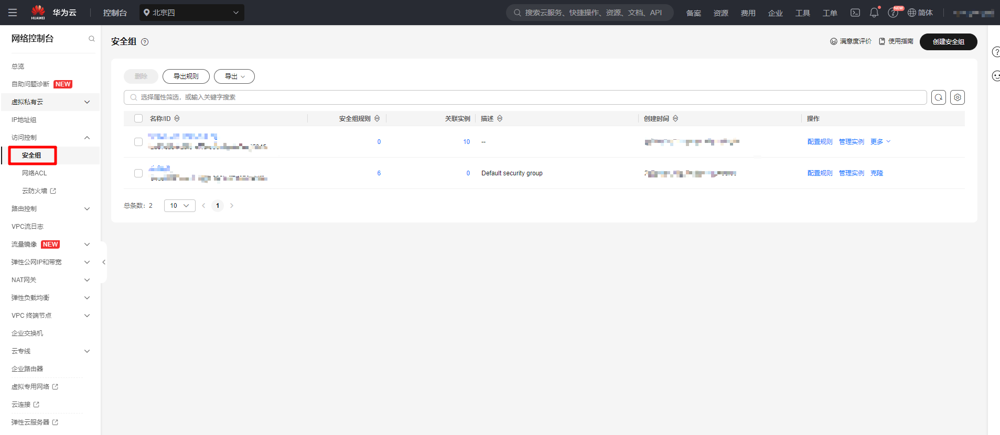 HUAWEI
华为云
控制台
北京四
搜索云服务、快捷操作、资源、文档、API
备案
资源
费用
企业
工具
工单
NEW
简体
网络控制台
总览
自助问题诊断 NEW
虚拟私有云
IP地址组
访问控制
安全组
网络ACL
云防火墙
路由控制
VPC流日志
流量镜像 NEW
弹性公网IP和带宽
NAT网关
弹性负载均衡
VPC 终端节点
企业交换机
云专线
企业路由器
虚拟专用网络
云连接
弹性云服务器
安全组
满意度评价
使用指南
创建安全组
删除
导出规则
导出
选择属性筛选，或输入关键字搜索
名称/ID 安全组规则 关联实例 描述 创建时间 操作
0 10 -- 配置规则 管理实例 更多
6 0 Default security group 配置规则 管理实例 克隆
总条数：2 10 1